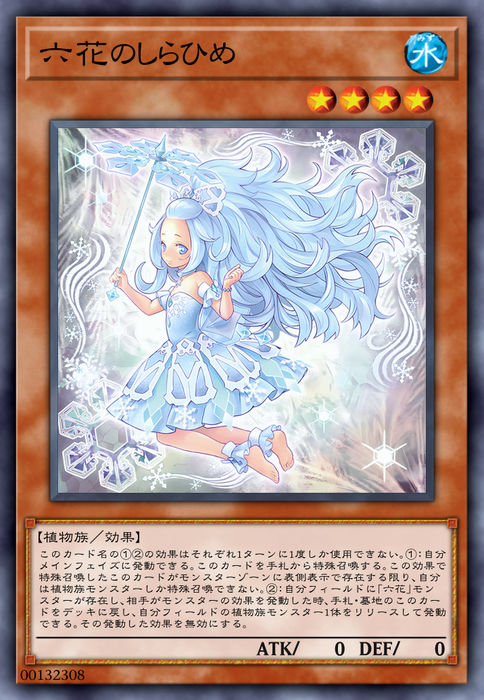 六花のしらひめ
みず
水
【植物族／効果】
このカード名の①②の効果はそれぞれ1ターンに1度しか使用できない。①：自分
メインフェイズに発動できる。このカードを手札から特殊召喚する。この効果で
特殊召喚したこのカードがモンスターゾーンに表側表示で存在する限り、自分
は植物族モンスターしか特殊召喚できない。②：自分フィールドに「六花」モン
スターが存在し、相手がモンスターの効果を発動した時、手札・墓地のこのカー
ドをデッキに戻し、自分フィールドの植物族モンスター1体をリリースして発動
できる。その発動した効果を無効にする。
ATK/ 0 DEF/ 0
00132308